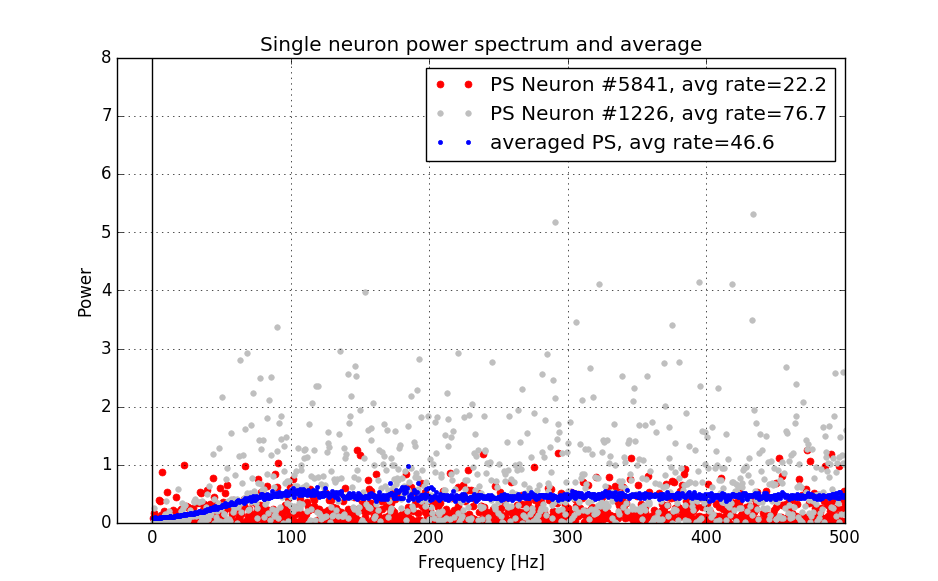 Single neuron power spectrum and average
8
7
6
5
4
3
2
1
0
Power
PS Neuron #5841, avg rate=22.2
PS Neuron #1226, avg rate=76.7
averaged PS, avg rate=46.6
0 100 200 300 400 500
Frequency [Hz]